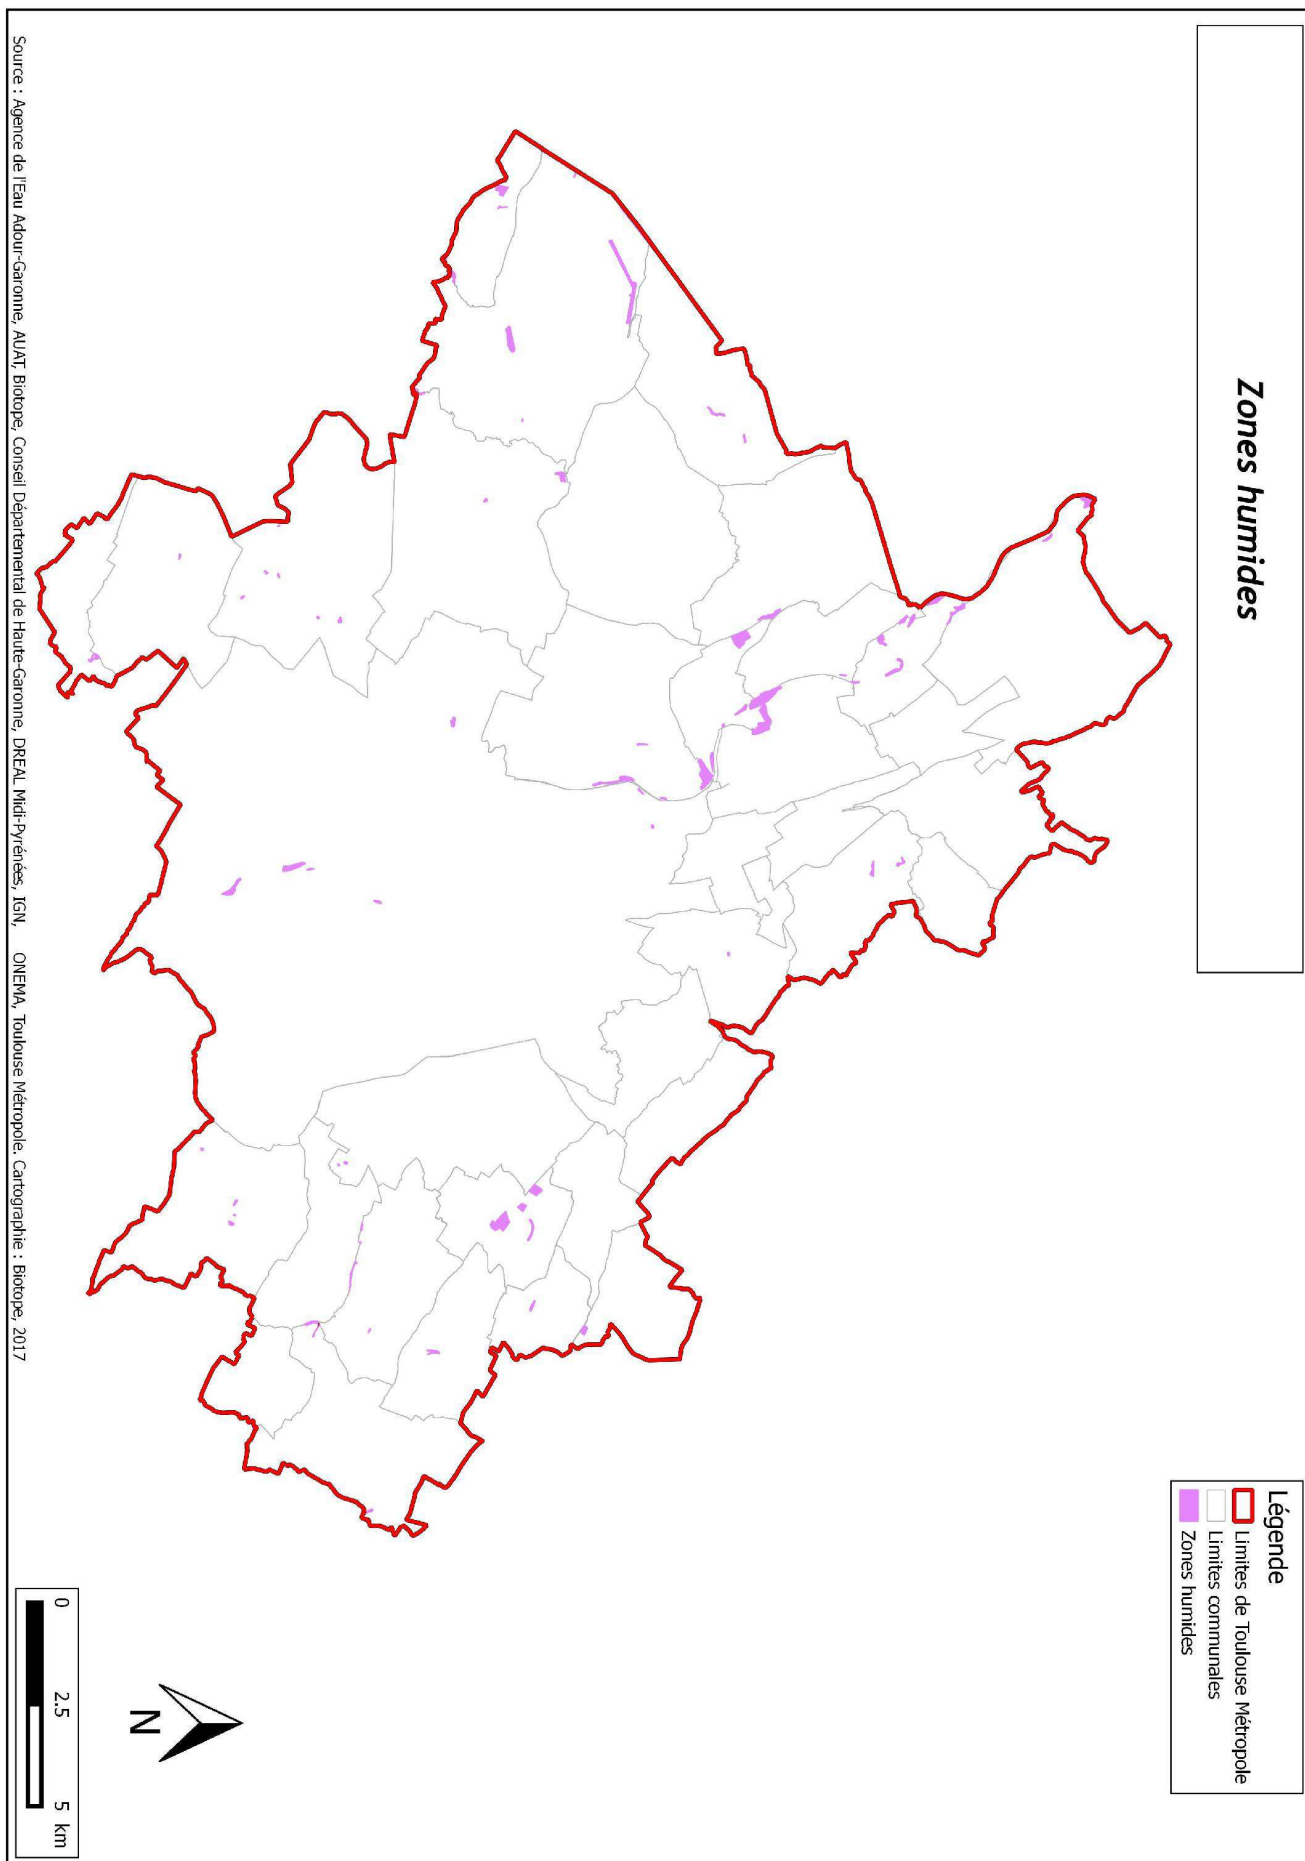 Zones humides
Légende
Limites de Toulouse Métropole
Limites communales
Zones humides
N
0 2.5 5 km
Source : Agence de l'Eau Adour-Garonne, AUAT, Biotope, Conseil Départemental de Haute-Garonne, DREAL Midi-Pyrénées, IGN, ONEMA, Toulouse Métropole. Cartographie : Biotope, 2017